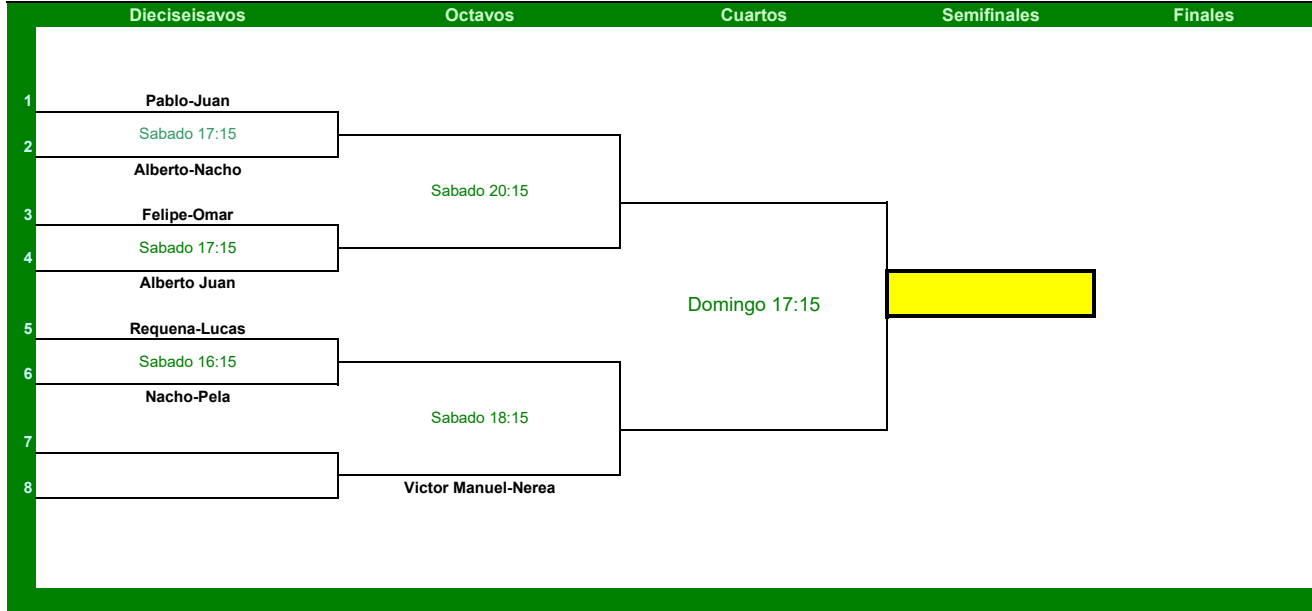 Dieciseisavos Octavos Cuartos Semifinales Finales
1 Pablo-Juan
Sabado 17:15
2
Alberto-Nacho
Sabado 20:15
3 Felipe-Omar
Sabado 17:15
4
Alberto Juan
Domingo 17:15
5 Requena-Lucas
Sabado 16:15
6
Nacho-Pela
Sabado 18:15
7
8 Victor Manuel-Nerea